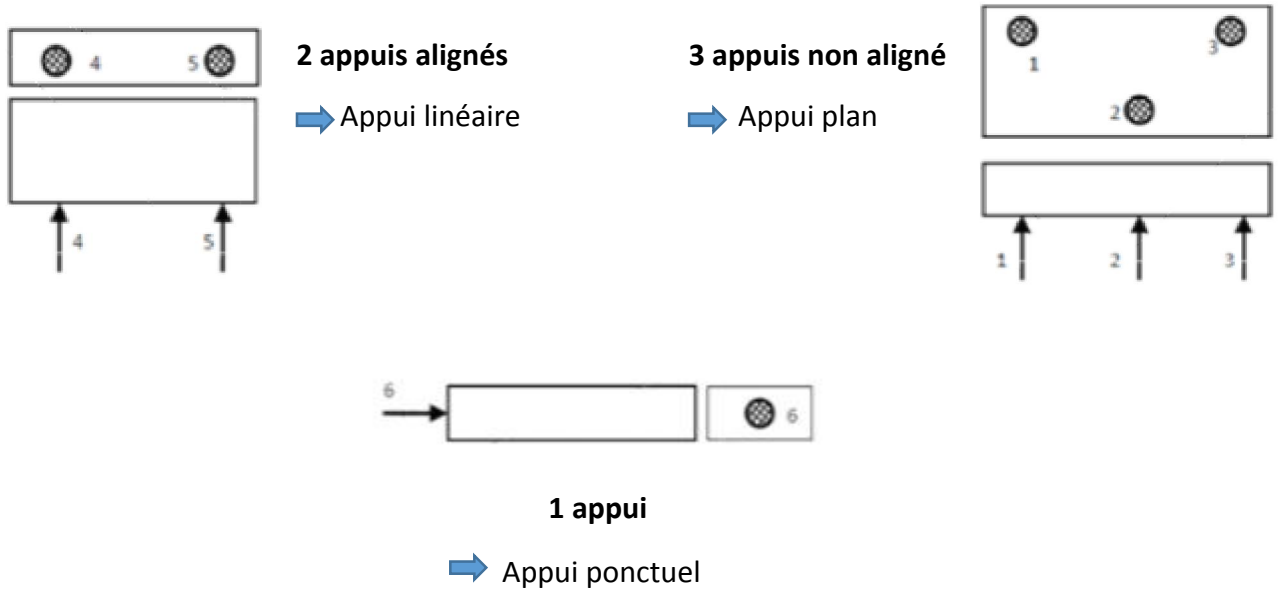 4 5
2 appuis alignés
Appui linéaire
4 5
3 appuis non aligné
Appui plan
1 3
2
1 2 3
6
6
1 appui
Appui ponctuel